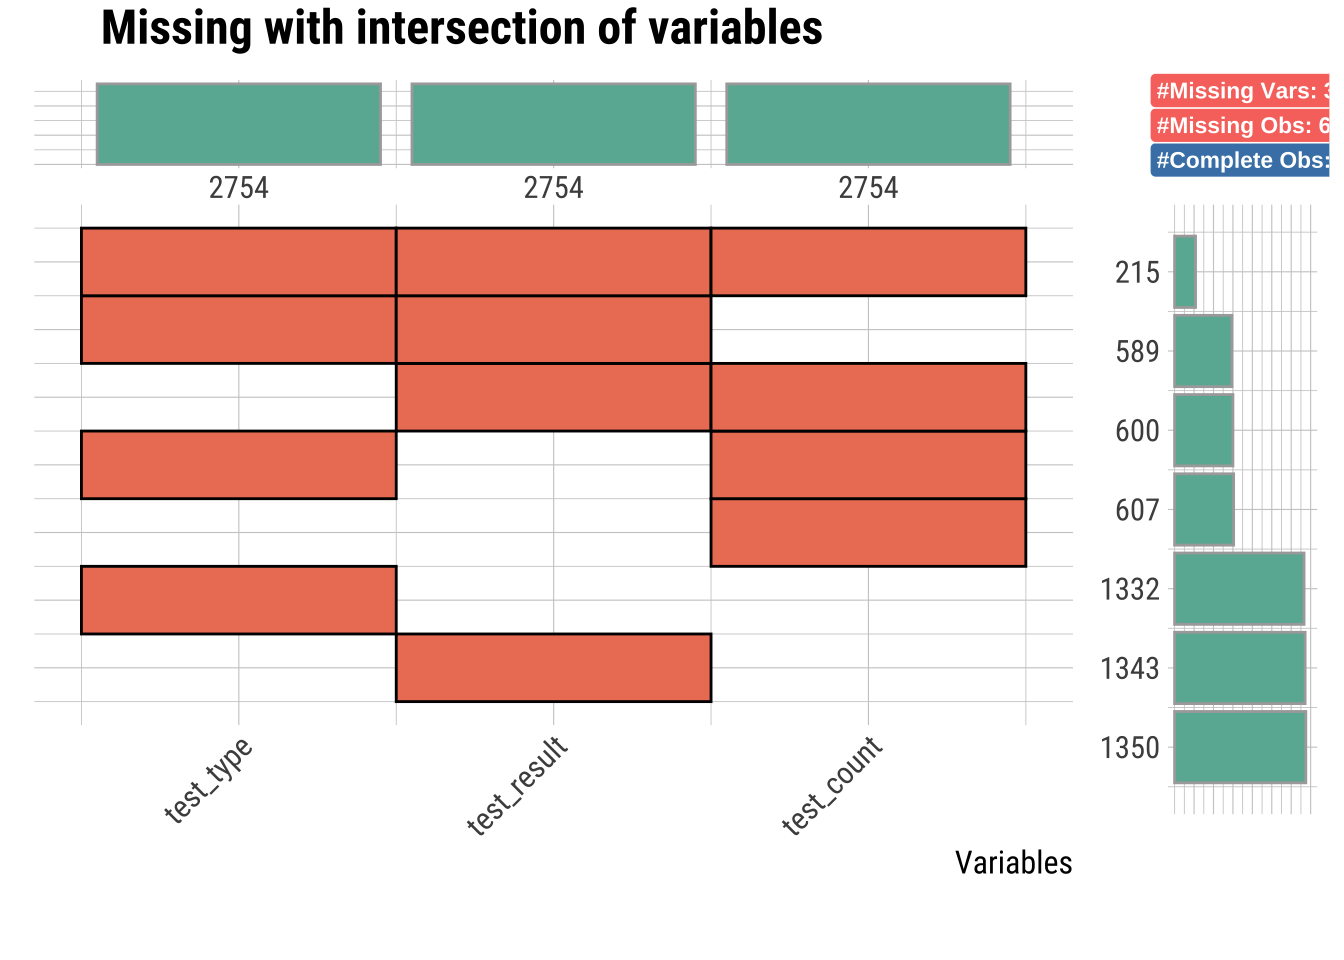 Missing with intersection of variables
#Missing Vars: 3
#Missing Obs: 6
#Complete Obs:
2754 2754 2754
215
589
600
607
1332
1343
1350
test_type test_result test_count
Variables